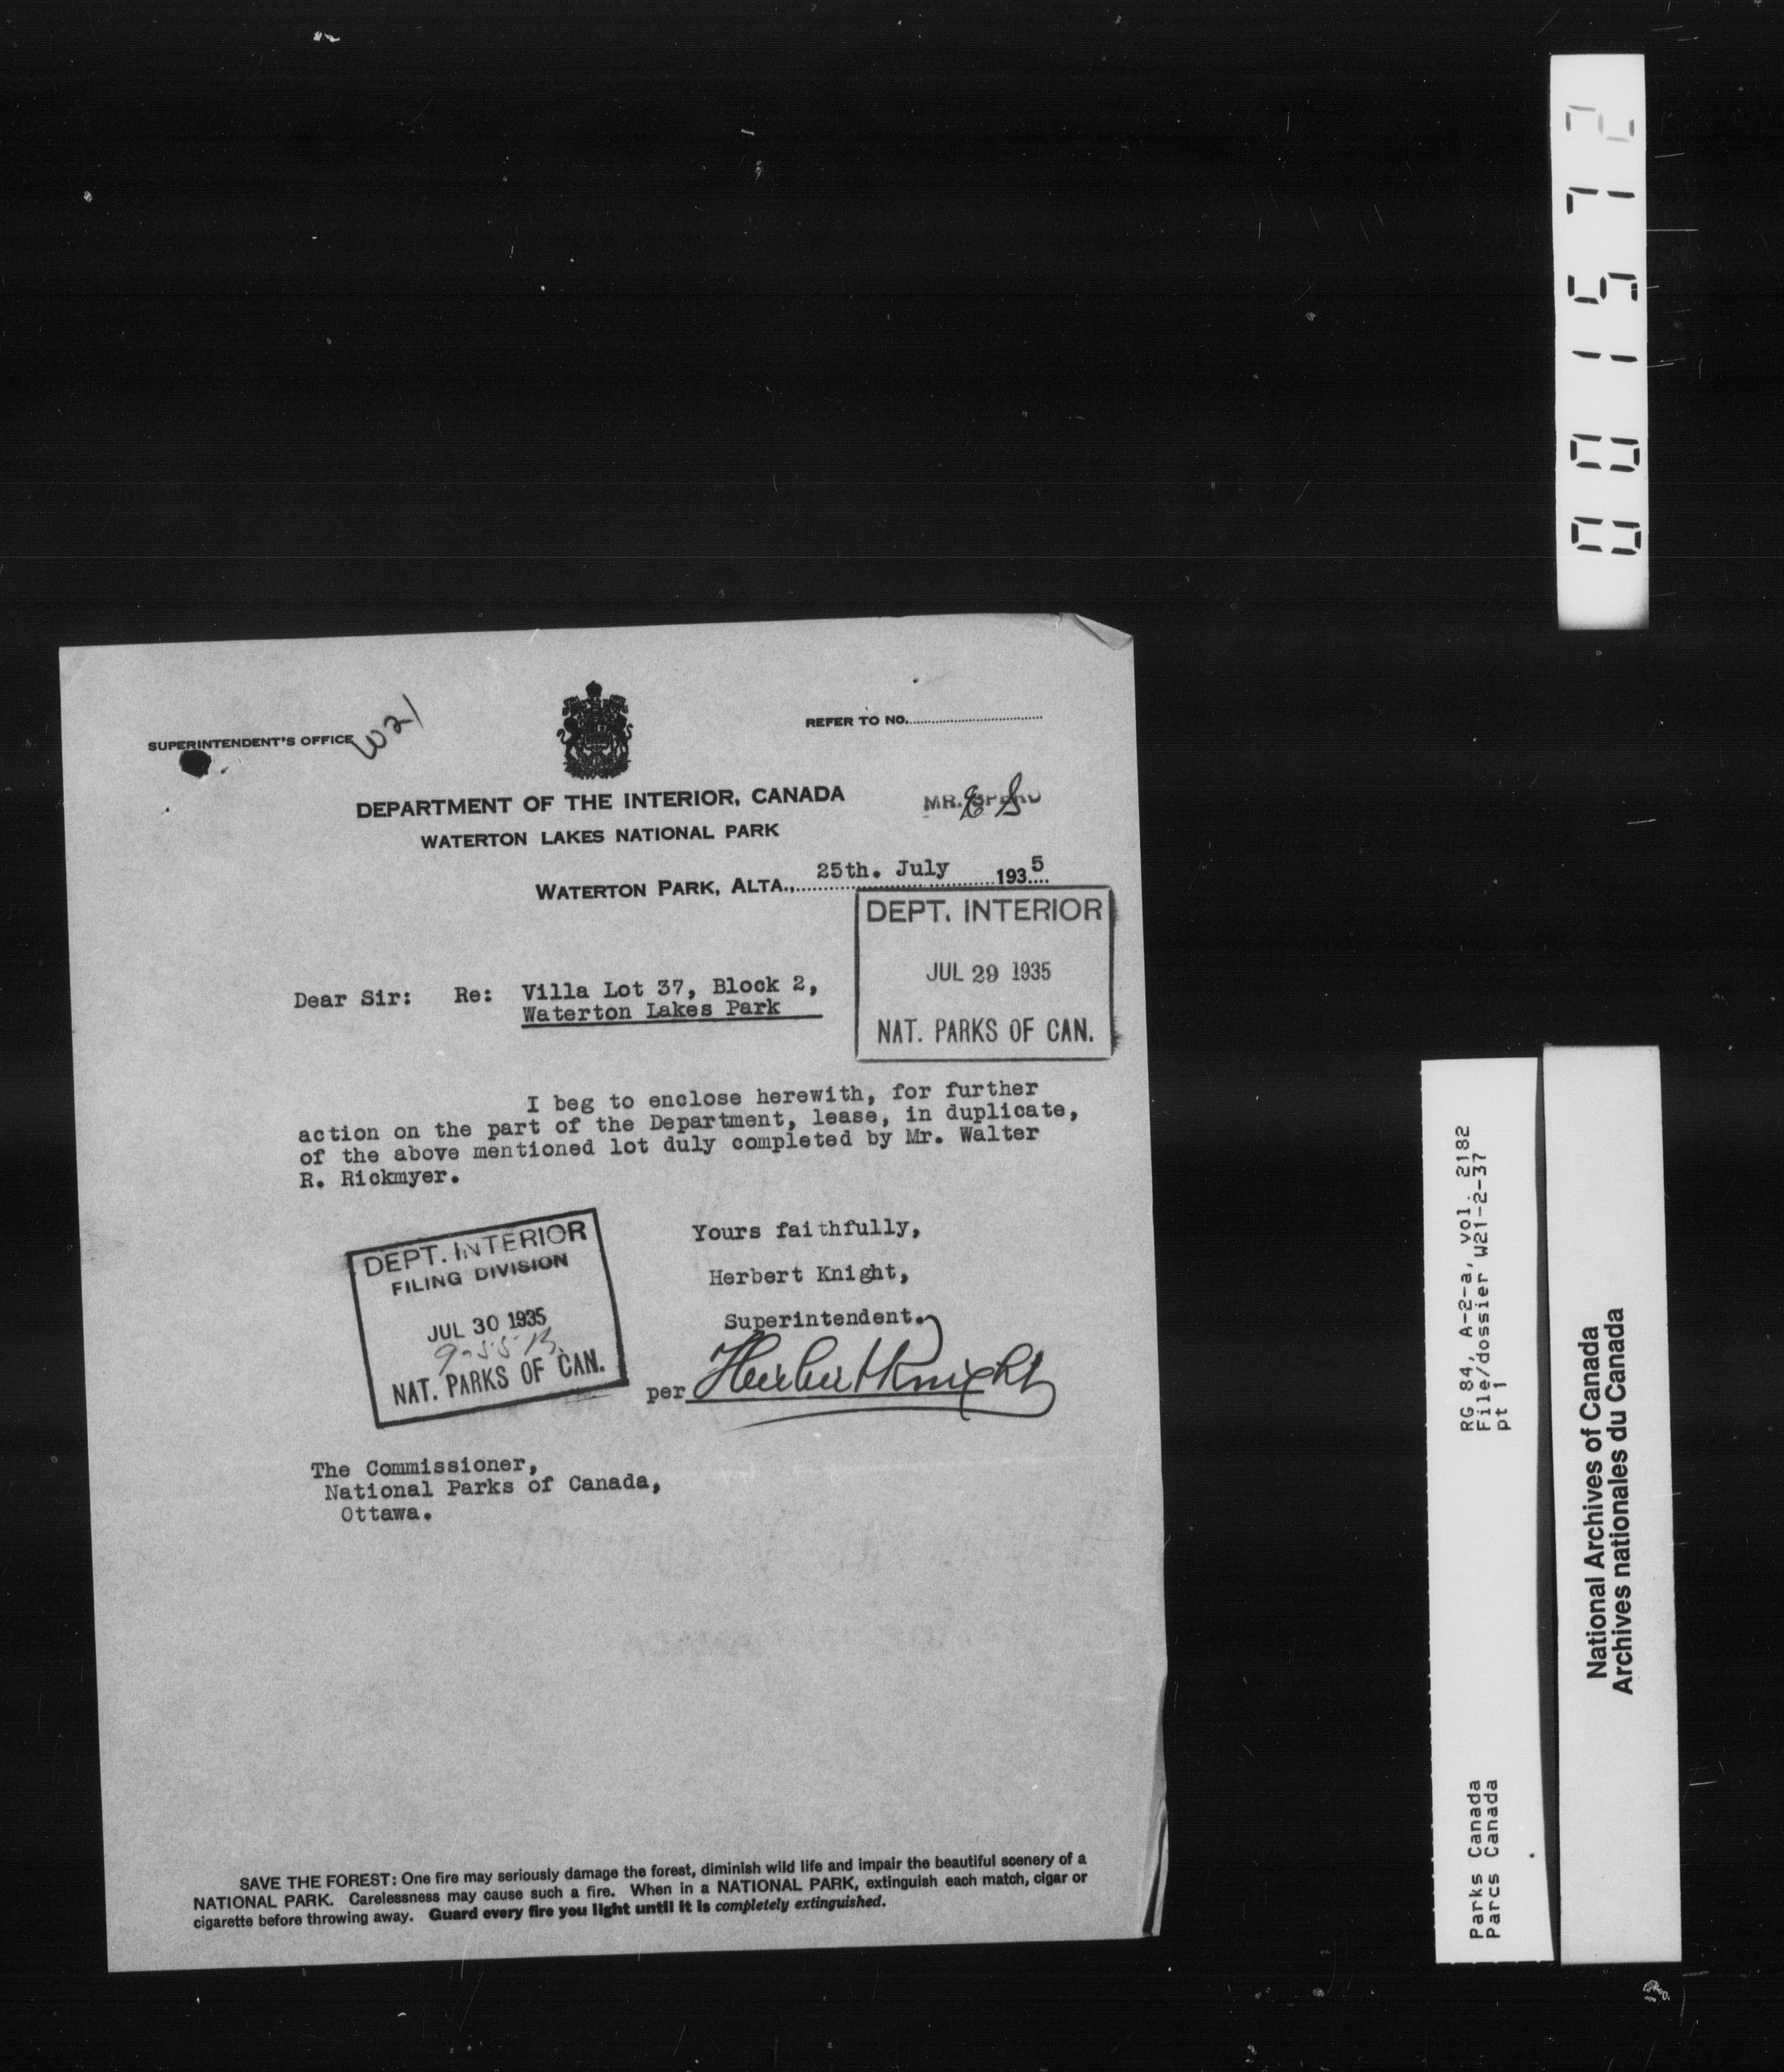 SUPERINTENDENT'S OFFICE
W21
REFER TO NO.
DEPARTMENT OF THE INTERIOR, CANADA
WATERTON LAKES NATIONAL PARK
MR.
WATERTON PARK, ALTA., 25th. July 1935
DEPT. INTERIOR
JUL 29 1935
NAT. PARKS OF CAN.
Dear Sir: Re: Villa Lot 37, Block 2,
Waterton Lakes Park
I beg to enclose herewith, for further
action on the part of the Department, lease, in duplicate,
of the above mentioned lot duly completed by Mr. Walter
R. Rickmyer.
DEPT. INTERIOR
FILING DIVISION
JUL 30 1935
NAT. PARKS OF CAN.
Yours faithfully,
Herbert Knight,
Superintendent.
per Herbert Knight
The Commissioner,
National Parks of Canada,
Ottawa.
SAVE THE FOREST: One fire may seriously damage the forest, diminish wild life and impair the beautiful scenery of a
NATIONAL PARK. Carelessness may cause such a fire. When in a NATIONAL PARK, extinguish each match, cigar or
cigarette before throwing away. Guard every fire you light until it is completely extinguished.
001572
RG 84, A-2-a, vol. 2182
File/dossier W21-2-37
pt 1
Parks Canada
Parcs Canada
National Archives of Canada
Archives nationales du Canada